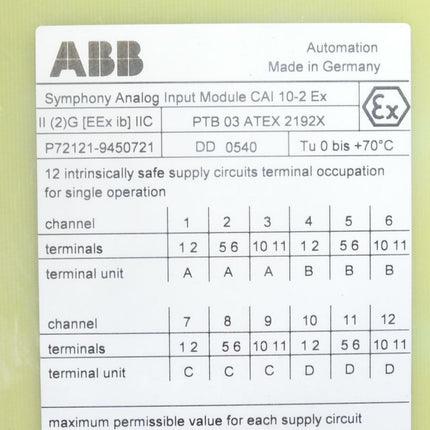 ABB
Automation
Made in Germany
Symphony Analog Input Module CAI 10-2 Ex
Ex
II (2)G [EEx ib] IIC PTB 03 ATEX 2192X
P72121-9450721 DD 0540 Tu 0 bis +70°C
12 intrinsically safe supply circuits terminal occupation
for single operation
channel 1 2 3 4 5 6
terminals 1 2 5 6 10 11 1 2 5 6 10 11
terminal unit A A A B B B
channel 7 8 9 10 11 12
terminals 1 2 5 6 10 11 1 2 5 6 10 11
terminal unit C C C D D D
maximum permissible value for each supply circuit